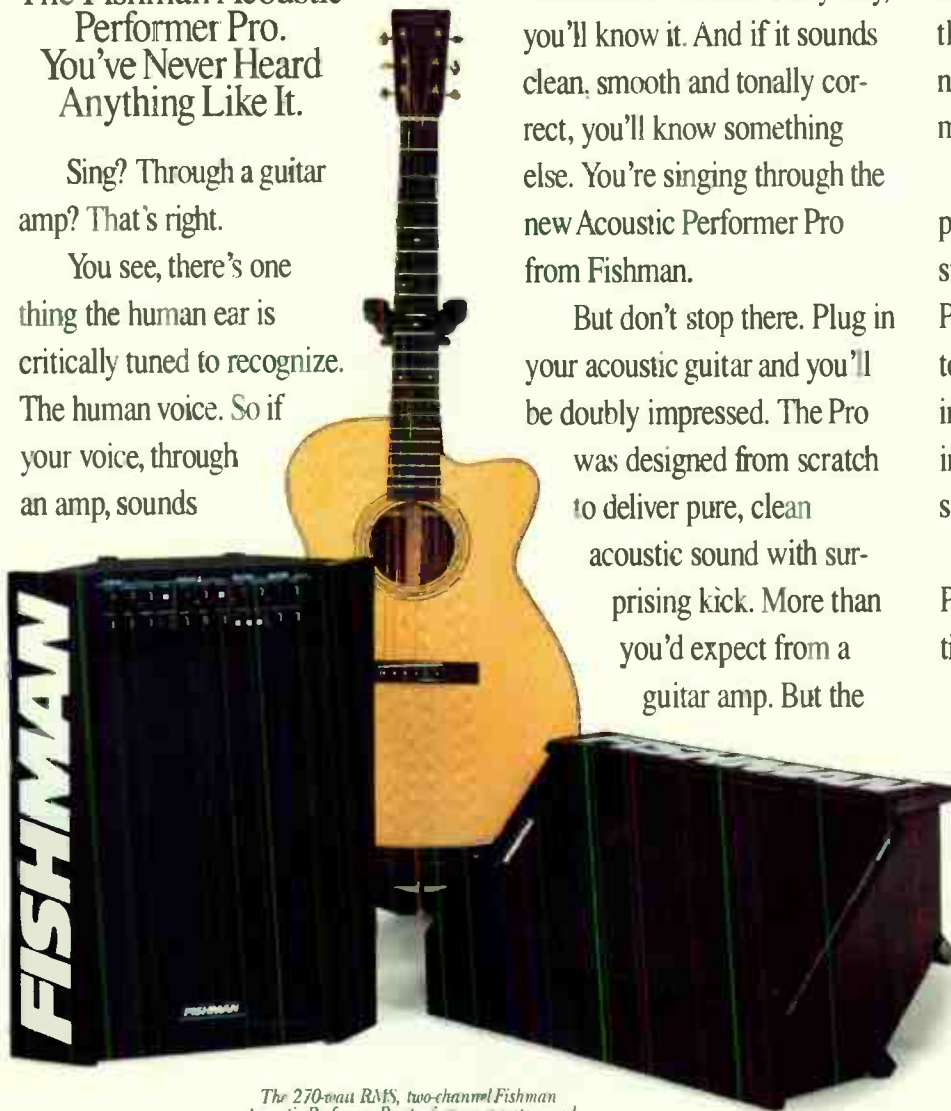 The Fishman Acoustic
Performer Pro.
You've Never Heard
Anything Like It.
Sing? Through a guitar
amp? That's right.
You see, there's one
thing the human ear is
critically tuned to recognize.
The human voice. So if
your voice, through
an amp, sounds
you'll know it. And if it sounds
clean, smooth and tonally cor-
rect, you'll know something
else. You're singing through the
new Acoustic Performer Pro
from Fishman.
But don't stop there. Plug in
your acoustic guitar and you'll
be doubly impressed. The Pro
was designed from scratch
to deliver pure, clean
acoustic sound with sur-
prising kick. More than
you'd expect from a
guitar amp. But the
FISHMAN
FISHMAN
FISHMAN
The 270-watt RMS, two-channel Fishman